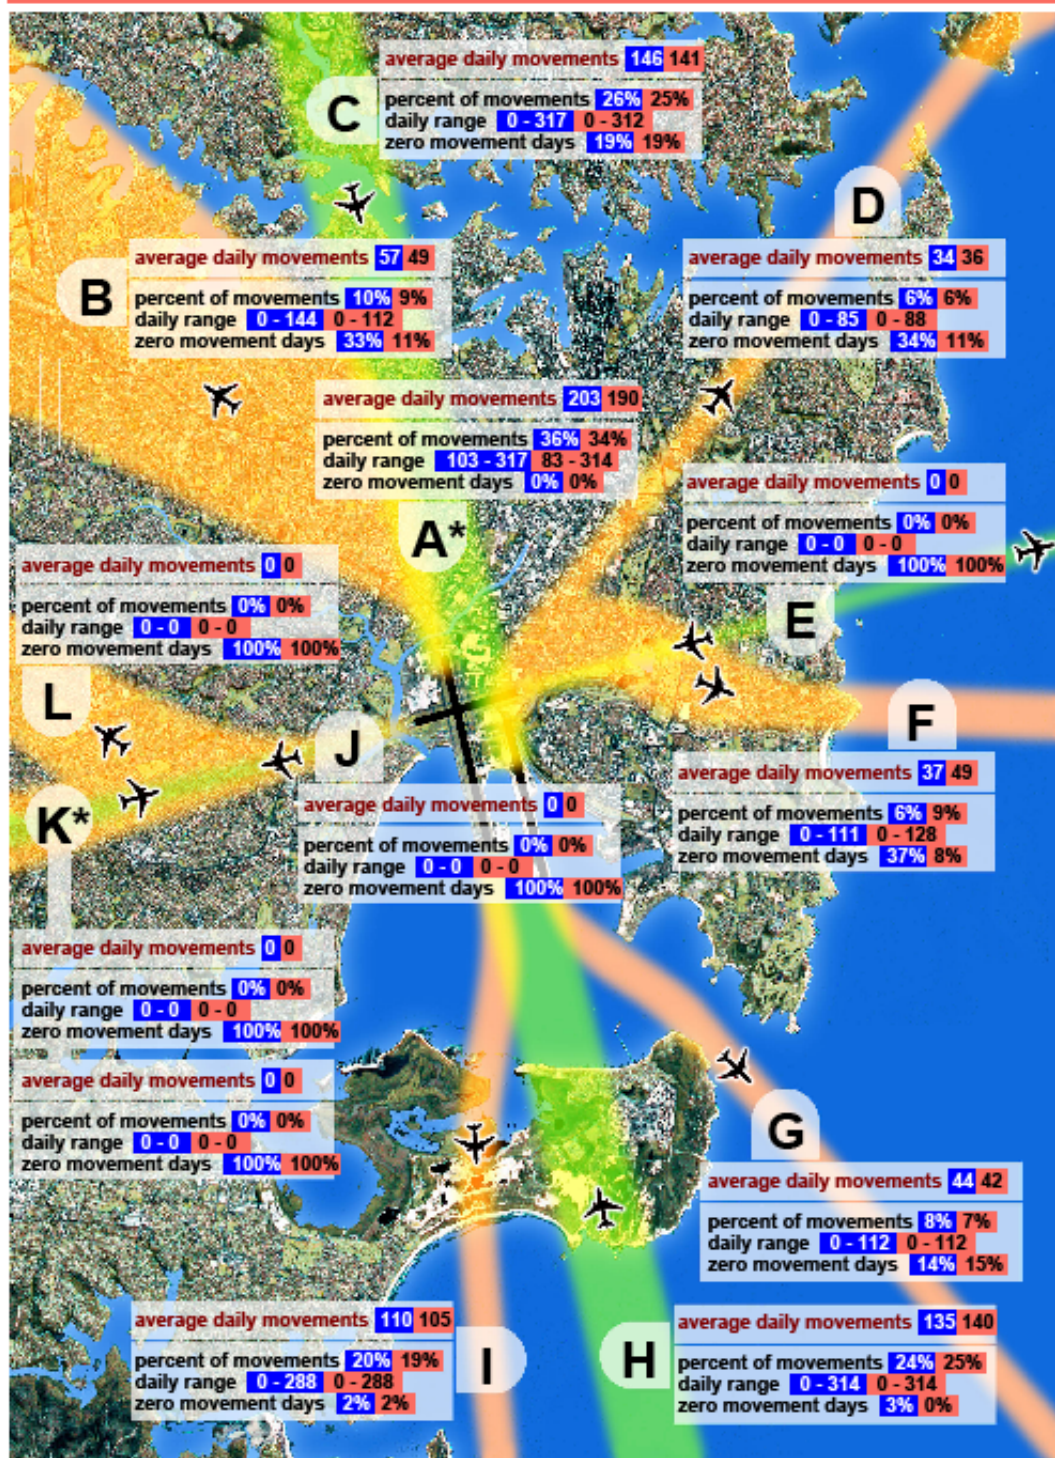 average daily movements 146 141
C
percent of movements 26% 25%
daily range 0 - 317 0 - 312
zero movement days 19% 19%
D
average daily movements 57 49
B
percent of movements 10% 9%
daily range 0 - 144 0 - 112
zero movement days 33% 11%
average daily movements 34 36
percent of movements 6% 6%
daily range 0 - 85 0 - 88
zero movement days 34% 11%
average daily movements 203 190
percent of movements 36% 34%
daily range 103 - 317 83 - 314
zero movement days 0% 0%
A*
average daily movements 0 0
percent of movements 0% 0%
daily range 0 - 0 0 - 0
zero movement days 100% 100%
E
average daily movements 0 0
percent of movements 0% 0%
daily range 0 - 0 0 - 0
zero movement days 100% 100%
L
J
F
K*
average daily movements 0 0
percent of movements 0% 0%
daily range 0 - 0 0 - 0
zero movement days 100% 100%
average daily movements 37 49
percent of movements 6% 9%
daily range 0 - 111 0 - 128
zero movement days 37% 8%
average daily movements 0 0
percent of movements 0% 0%
daily range 0 - 0 0 - 0
zero movement days 100% 100%
average daily movements 0 0
percent of movements 0% 0%
daily range 0 - 0 0 - 0
zero movement days 100% 100%
G
average daily movements 44 42
percent of movements 8% 7%
daily range 0 - 112 0 - 112
zero movement days 14% 15%
average daily movements 110 105
percent of movements 20% 19%
daily range 0 - 288 0 - 288
zero movement days 2% 2%
I
H
average daily movements 135 140
percent of movements 24% 25%
daily range 0 - 314 0 - 314
zero movement days 3% 0%